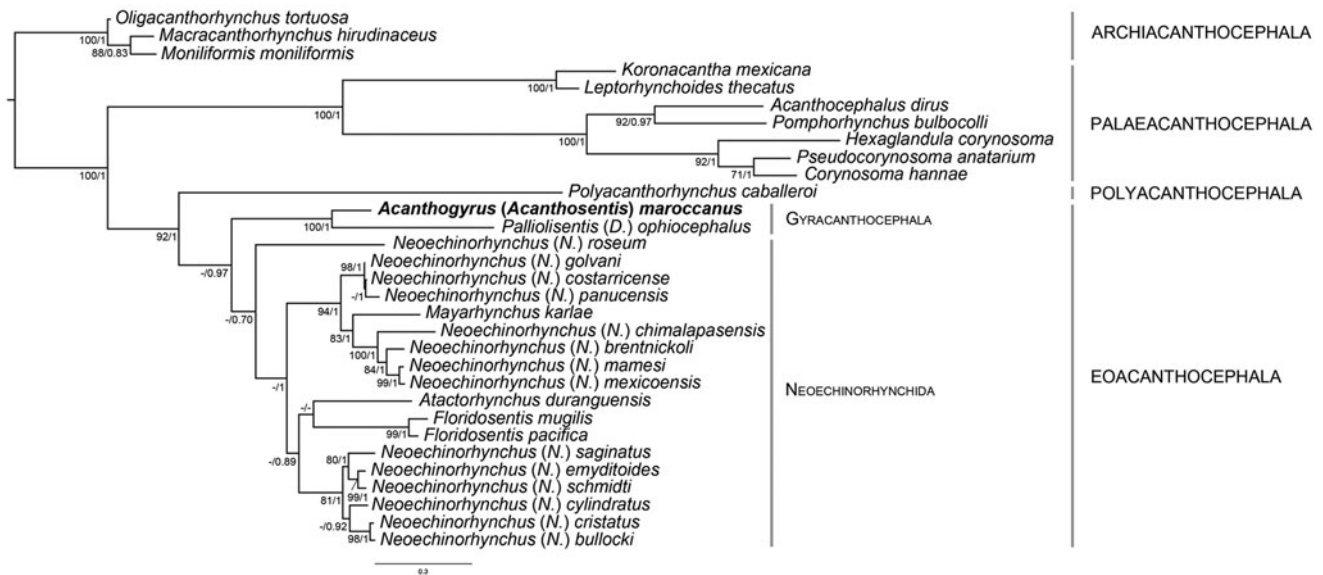 Oligacanthorhynchus tortuosa
100/1
Macracanthorhynchus hirudinaceus
88/0.83
Moniliformis moniliformis
ARCHIACANTHOCEPHALA
Koronacantha mexicana
100/1
Leptorhynchoides thecatus
100/1
Acanthocephalus dirus
92/0.97
Pomphorhynchus bulbocolli
100/1
Hexaglandula corynosoma
92/1
Pseudocorynosoma anatarium
71/1
Corynosoma hannae
PALAEACANTHOCEPHALA
100/1
Polyacanthorhynchus caballeroi
POLYACANTHOCEPHALA
92/1
Acanthogyrus (Acanthosentis) maroccanus
100/1
Palliolisentis (D.) ophiocephalus
GYRACANTHOCEPHALA
-/0.97
Neoechinorhynchus (N.) roseum
-/0.70
Neoechinorhynchus (N.) golvani
98/1
Neoechinorhynchus (N.) costarricense
-/1
Neoechinorhynchus (N.) panucensis
94/1
Mayarhynchus karlae
83/1
Neoechinorhynchus (N.) chimalapasensis
100/1
Neoechinorhynchus (N.) brentnickoli
84/1
Neoechinorhynchus (N.) mamesi
99/1
Neoechinorhynchus (N.) mexicoensis
-/1
NEOECHINORHYNCHIDA
EOACANTHOCEPHALA
Atactorhynchus duranguensis
-/-
Floridosentis mugilis
99/1
Floridosentis pacifica
-/0.89
Neoechinorhynchus (N.) saginatus
80/1
Neoechinorhynchus (N.) emyditoides
99/1
Neoechinorhynchus (N.) schmidti
81/1
Neoechinorhynchus (N.) cylindratus
-/0.92
Neoechinorhynchus (N.) cristatus
98/1
Neoechinorhynchus (N.) bullocki
0.3